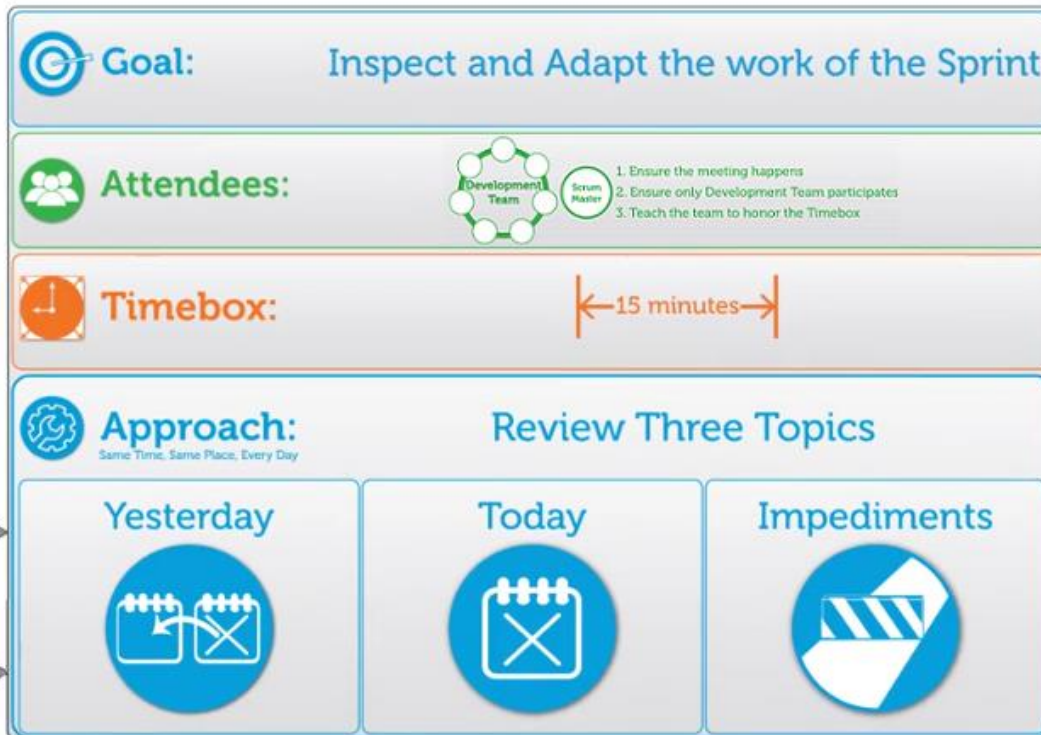 Goal: Inspect and Adapt the work of the Sprint
Attendees:
Development
Team
Scrum
Master
1. Ensure the meeting happens
2. Ensure only Development Team participates
3. Teach the team to honor the Timebox
Timebox: 15 minutes
Approach: Review Three Topics
Same Time, Same Place, Every Day
Yesterday Today Impediments